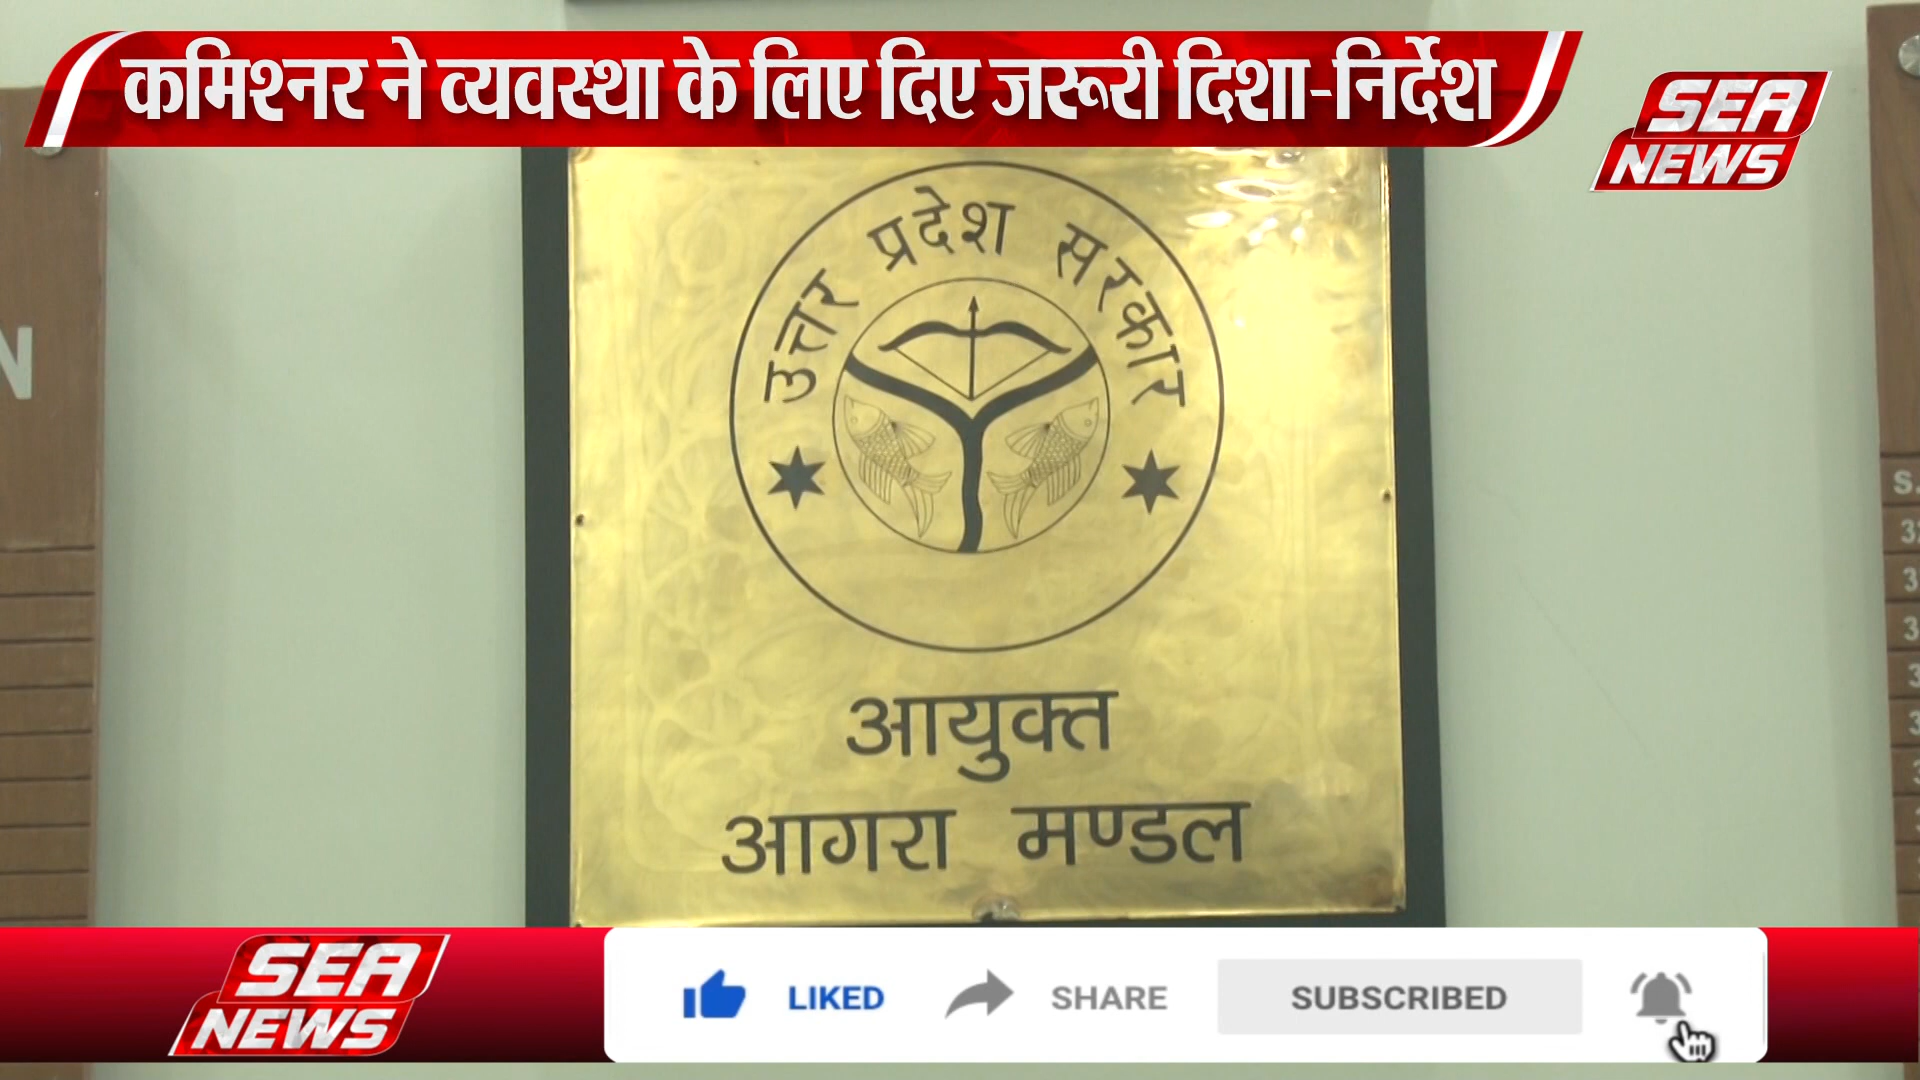 कमिश्नर ने व्यवस्था के लिए दिए जरूरी दिशा-निर्देश
SEA
NEWS
N
उत्तर प्रदेश सरकार
आयुक्त
आगरा मण्डल
SEA
NEWS
LIKED
SHARE
SUBSCRIBED